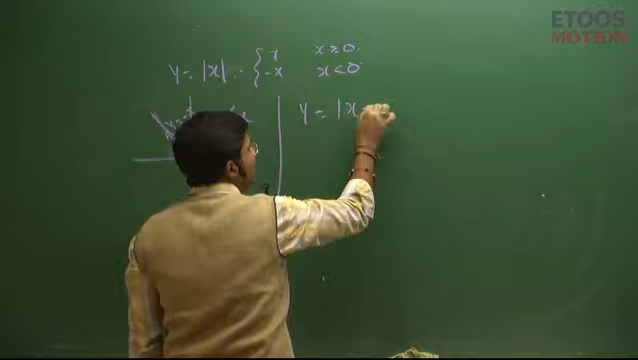 ETOOS
MOTION
y = |x| = { x x ≥ 0.
-x x < 0
y = |x